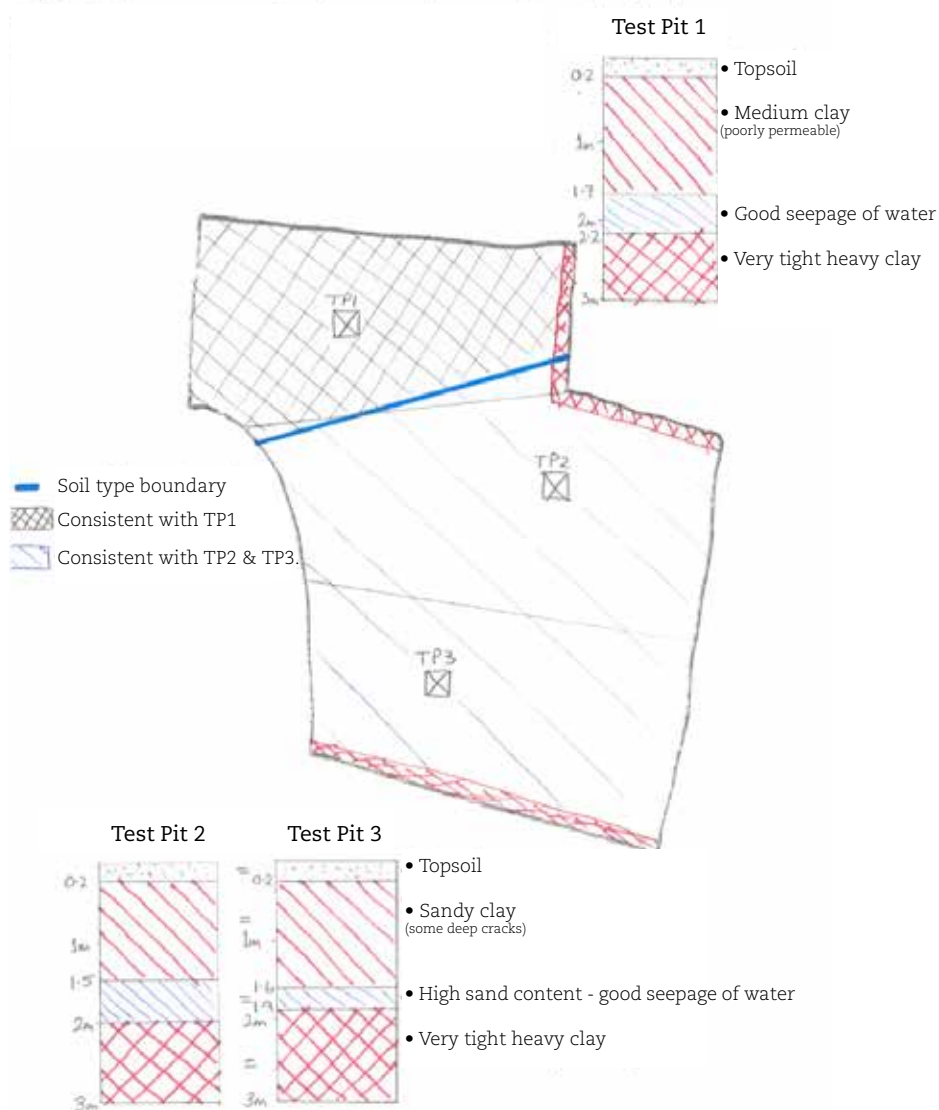 Test Pit 1
0.2
1m
1.7
2m
2.2
3m
• Topsoil
• Medium clay
(poorly permeable)
• Good seepage of water
• Very tight heavy clay
TP1
TP2
TP3
Soil type boundary
Consistent with TP1
Consistent with TP2 & TP3.
Test Pit 2
0.2
1m
1.5
2m
3m
Test Pit 3
= 0.2
=
1m
1.6
= 1.9
2m
=
3m
• Topsoil
• Sandy clay
(some deep cracks)
• High sand content - good seepage of water
• Very tight heavy clay